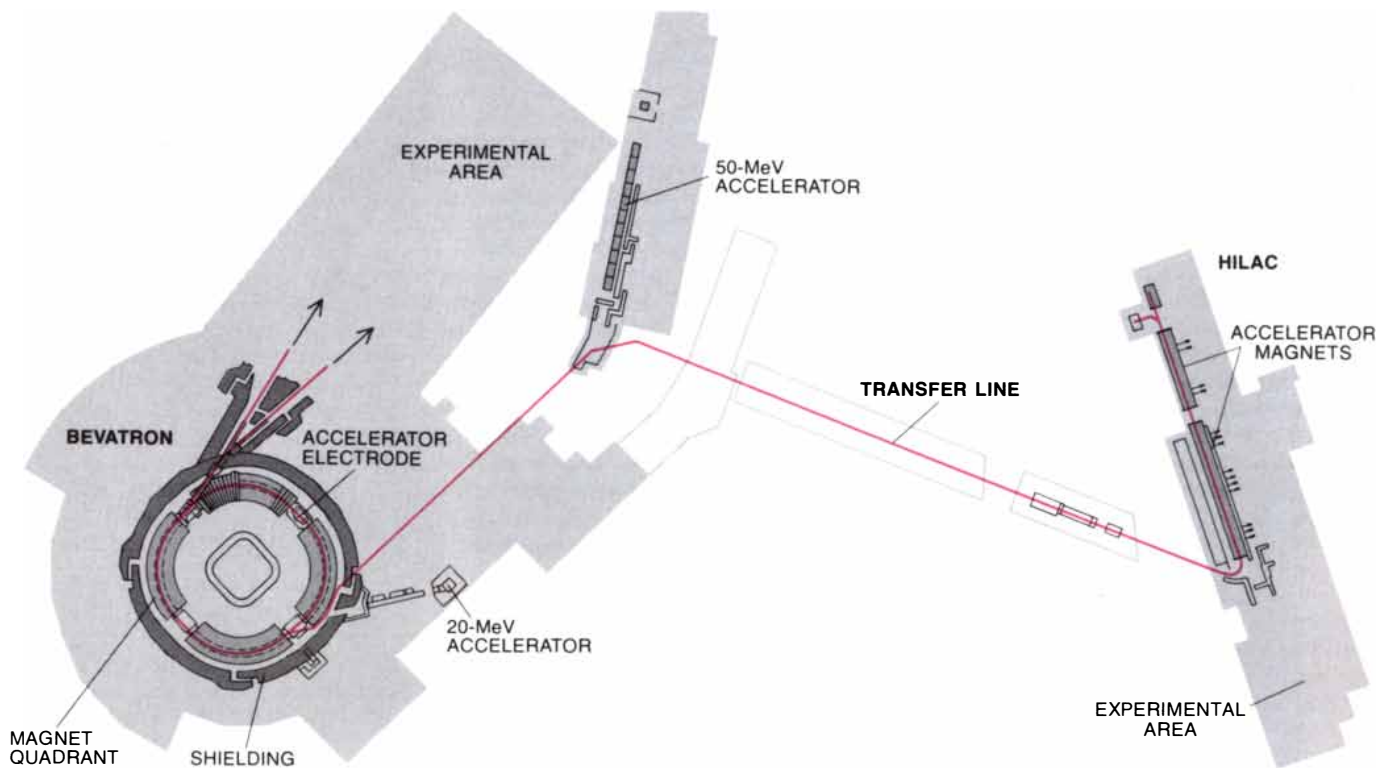 EXPERIMENTAL
AREA
50-MeV
ACCELERATOR
HILAC
ACCELERATOR
MAGNETS
TRANSFER LINE
BEVATRON
ACCELERATOR
ELECTRODE
20-MeV
ACCELERATOR
EXPERIMENTAL
AREA
MAGNET
QUADRANT
SHIELDING